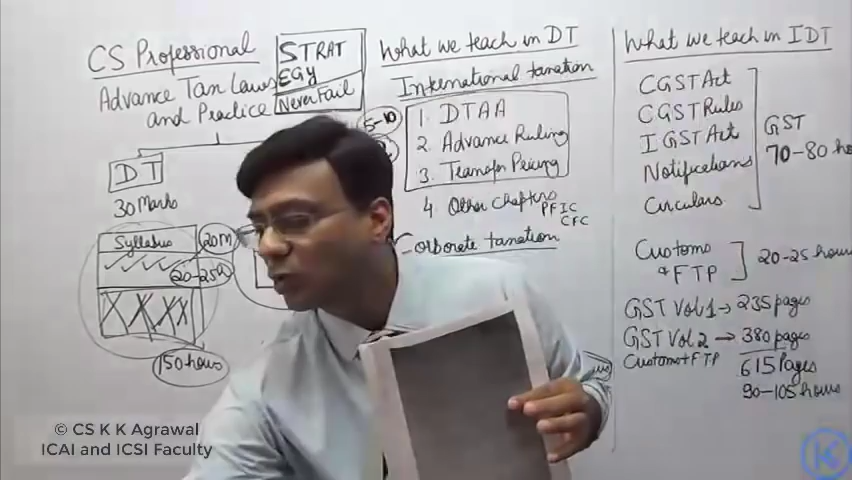 CS Professional
Advance Tax Laws
and Practice
STRAT
EGY
Never Fail
DT
30 Marks
Syllabus
20m
20-25a
150 hours
What we teach in DT
International taxation
5-10
1. DTAA
2. Advance Ruling
3. Transfer Pricing
4. Other Chapters
PFIC
CFC
Corporate taxation
What we teach in IDT
CGST Act
CGST Rules
IGST Act
Notifications
Circulars
GST
70-80 ho
Customs
& FTP
20-25 hours
GST Vol 1 → 235 pages
GST Vol 2 → 380 pages
Customs + FTP
615 Pages
90-105 hours
© CS K K Agrawal
ICAI and ICSI Faculty